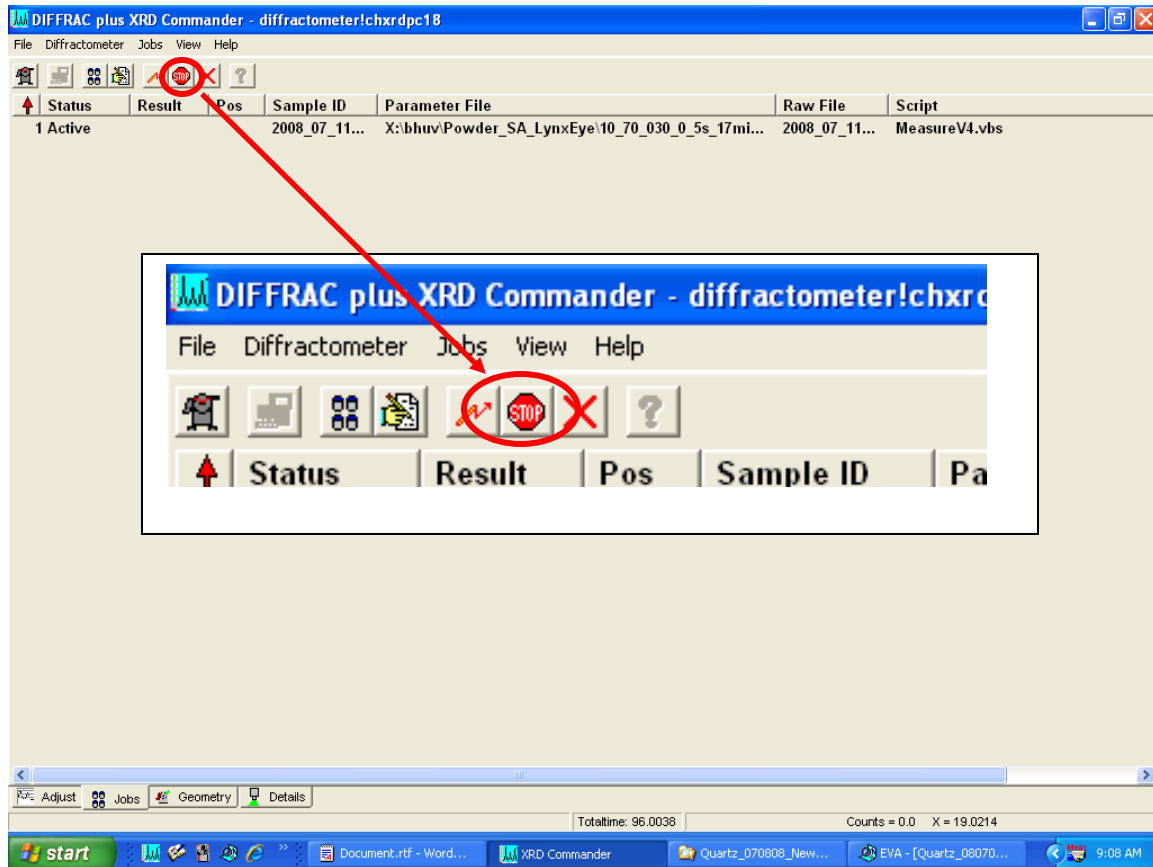 DIFFRAC plus XRD Commander - diffractometer!chxrdpc18
File Diffractometer Jobs View Help
STOP
Status Result Pos Sample ID Parameter File Raw File Script
1 Active 2008_07_11... X:\bhuv\Powder_SA_LynxEye\10_70_030_0_5s_17mi... 2008_07_11... MeasureV4.vbs
DIFFRAC plus XRD Commander - diffractometer!chxrd
File Diffractometer Jobs View Help
STOP ?
Status Result Pos Sample ID Pa
Adjust Jobs Geometry Details
Totaltime: 96.0038 Counts = 0.0 X = 19.0214
start Document.rtf - Word... XRD Commander Quartz_070808_New... EVA - [Quartz_08070... 9:08 AM